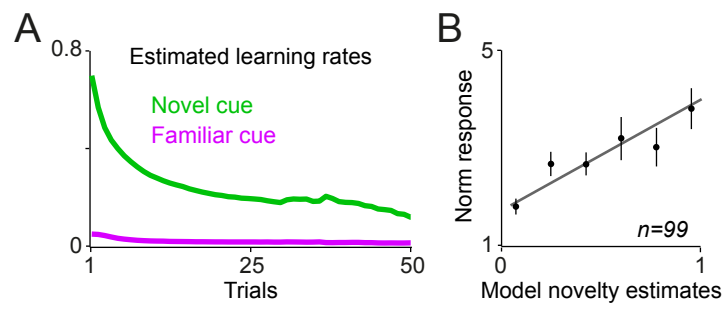 A
0.8
Estimated learning rates
Novel cue
Familiar cue
0
1
25
50
Trials
B
5
Norm response
n=99
1
0
1
Model novelty estimates